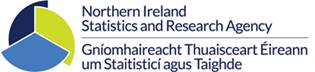 Northern Ireland
Statistics and Research Agency
Gníomhaireacht Thuaisceart Éireann
um Staitisticí agus Taighde